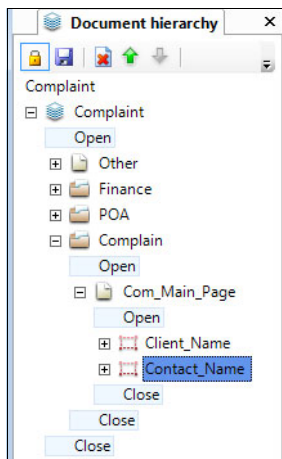 Document hierarchy
Complaint
Complaint
Open
Other
Finance
POA
Complain
Open
Com_Main_Page
Open
Client_Name
Contact_Name
Close
Close
Close